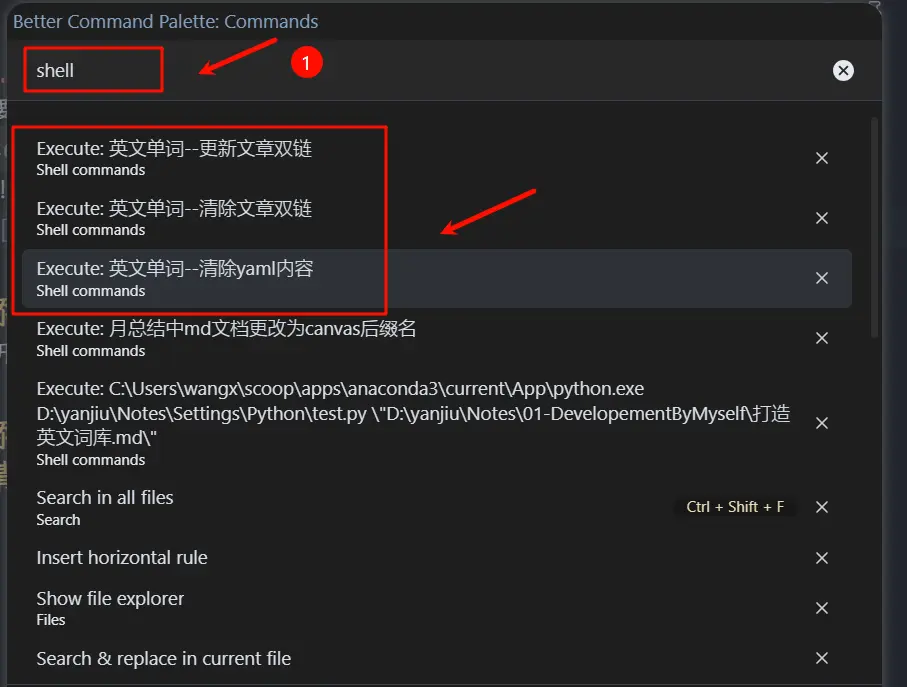 Better Command Palette: Commands
shell
1
Execute: 英文单词--更新文章双链
Shell commands
Execute: 英文单词--清除文章双链
Shell commands
Execute: 英文单词--清除yaml内容
Shell commands
Execute: 月总结中md文档更改为canvas后缀名
Shell commands
Execute: C:\Users\wangx\scoop\apps\anaconda3\current\App\python.exe
D:\yanjiu\Notes\Settings\Python\test.py \"D:\yanjiu\Notes\01-DevelopementByMyself\打造
英文词库.md\"
Shell commands
Search in all files
Ctrl + Shift + F
Search
Insert horizontal rule
Show file explorer
Files
Search & replace in current file